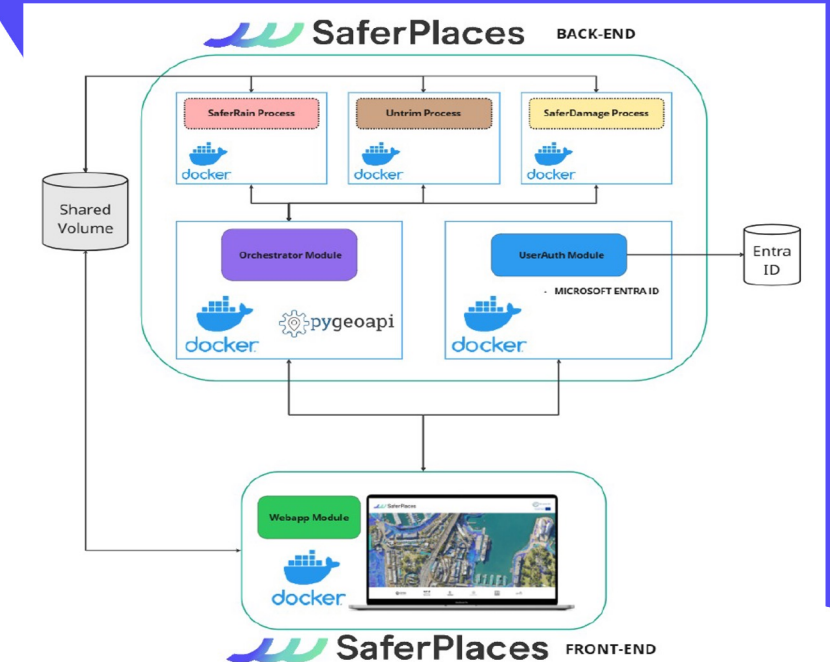 SaferPlaces BACK-END
SaferRain Process
Untrim Process
SaferDamage Process
docker
docker
docker
Shared
Volume
Orchestrator Module
UserAuth Module
Entra
ID
- MICROSOFT ENTRA ID
pygeoapi
docker
docker
Webapp Module
SaferPlaces
docker
SaferPlaces FRONT-END